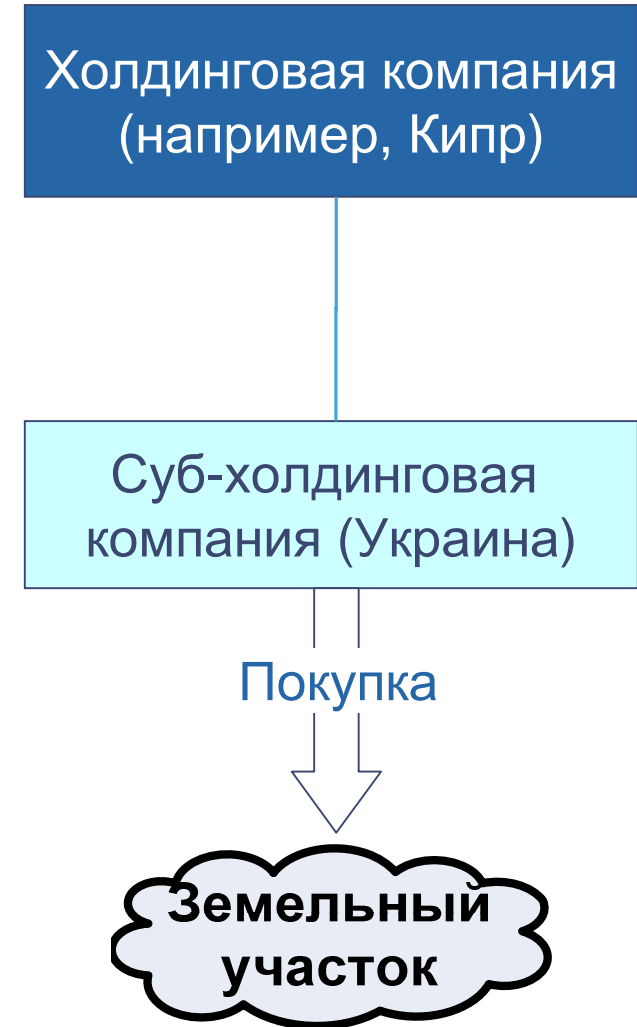 Холдинговая компания
(например, Кипр)
Суб-холдинговая
компания (Украина)
Покупка
Земельный
участок